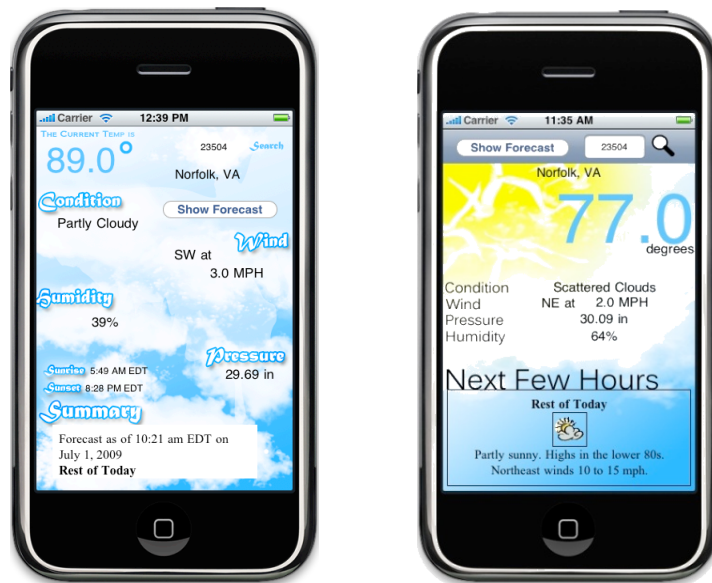 Carrier 12:39 PM
The Current Temp is
89.0°
23504 Search
Norfolk, VA
Condition
Partly Cloudy
Show Forecast
Wind
SW at
3.0 MPH
Humidity
39%
Pressure
29.69 in
Sunrise 5:49 AM EDT
Sunset 8:28 PM EDT
Summary
Forecast as of 10:21 am EDT on
July 1, 2009
Rest of Today
Carrier 11:35 AM
Show Forecast 23504
Norfolk, VA
77.0
degrees
Condition Scattered Clouds
Wind NE at 2.0 MPH
Pressure 30.09 in
Humidity 64%
Next Few Hours
Rest of Today
Partly sunny. Highs in the lower 80s.
Northeast winds 10 to 15 mph.